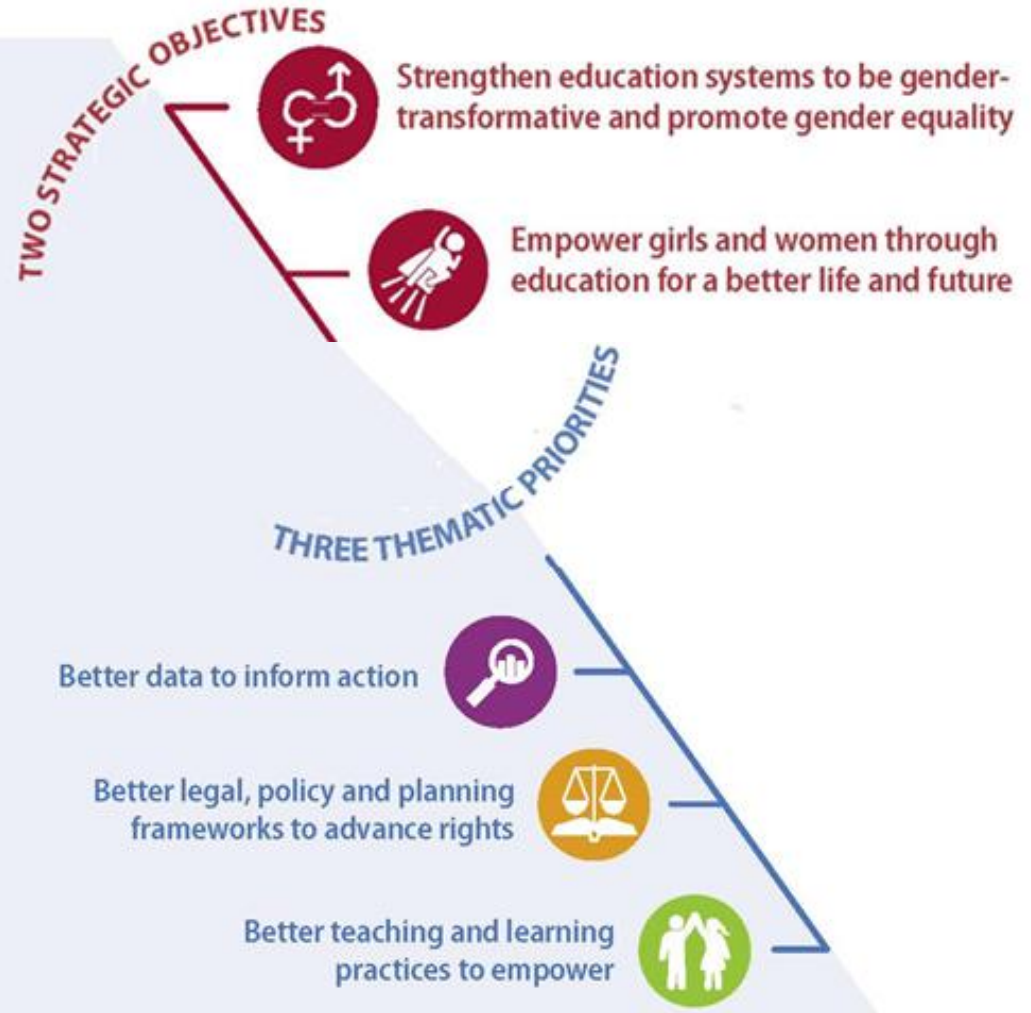 TWO STRATEGIC OBJECTIVES
Strengthen education systems to be gender-
transformative and promote gender equality
Empower girls and women through
education for a better life and future
THREE THEMATIC PRIORITIES
Better data to inform action
Better legal, policy and planning
frameworks to advance rights
Better teaching and learning
practices to empower